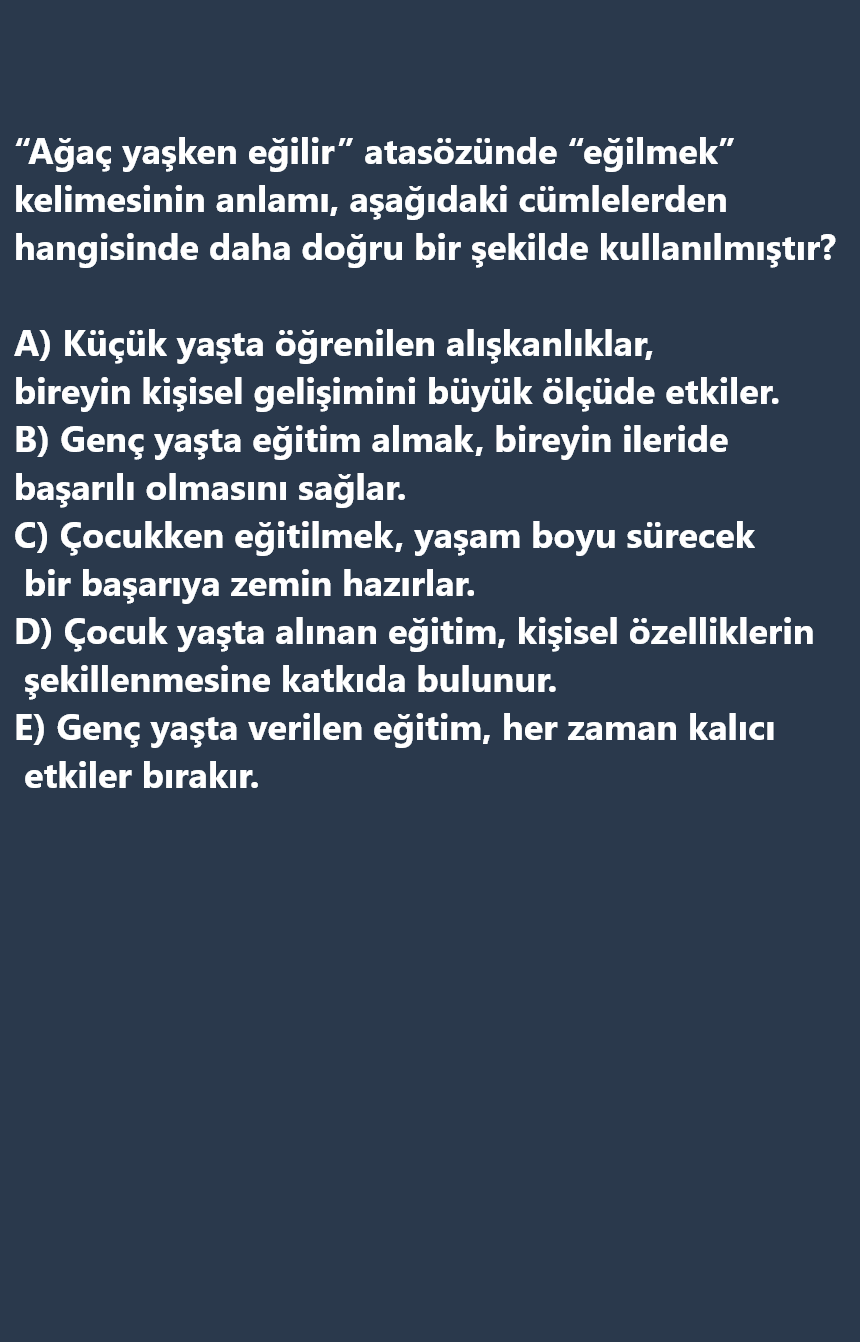 “Ağaç yaşken eğilir” atasözünde “eğilmek”
kelimesinin anlamı, aşağıdaki cümlelerden
hangisinde daha doğru bir şekilde kullanılmıştır?
A) Küçük yaşta öğrenilen alışkanlıklar,
bireyin kişisel gelişimini büyük ölçüde etkiler.
B) Genç yaşta eğitim almak, bireyin ileride
başarılı olmasını sağlar.
C) Çocukken eğitilmek, yaşam boyu sürecek
bir başarıya zemin hazırlar.
D) Çocuk yaşta alınan eğitim, kişisel özelliklerin
şekillenmesine katkıda bulunur.
E) Genç yaşta verilen eğitim, her zaman kalıcı
etkiler bırakır.